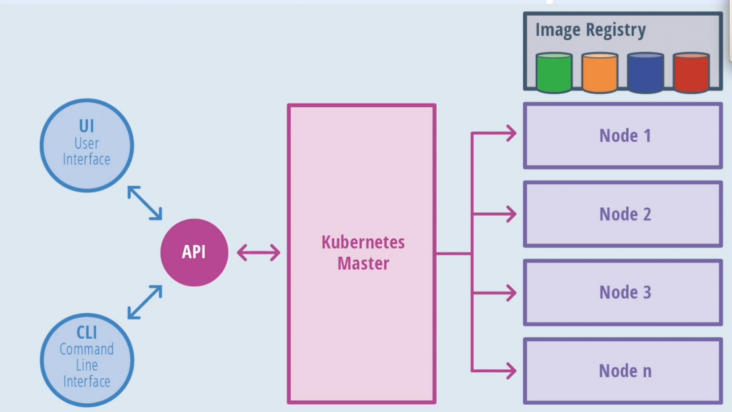 Image Registry
UI
User
Interface
Node 1
Node 2
API
Kubernetes
Master
Node 3
CLI
Command
Line
Interface
Node n